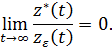 lim_{t→∞} z*(t) / z_ε(t) = 0.